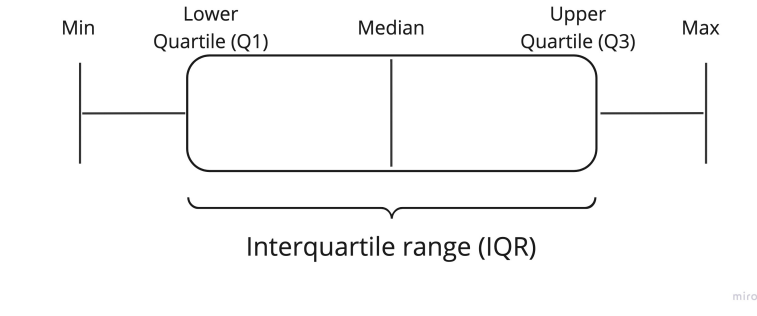 Min
Lower
Quartile (Q1)
Median
Upper
Quartile (Q3)
Max
Interquartile range (IQR)
miro